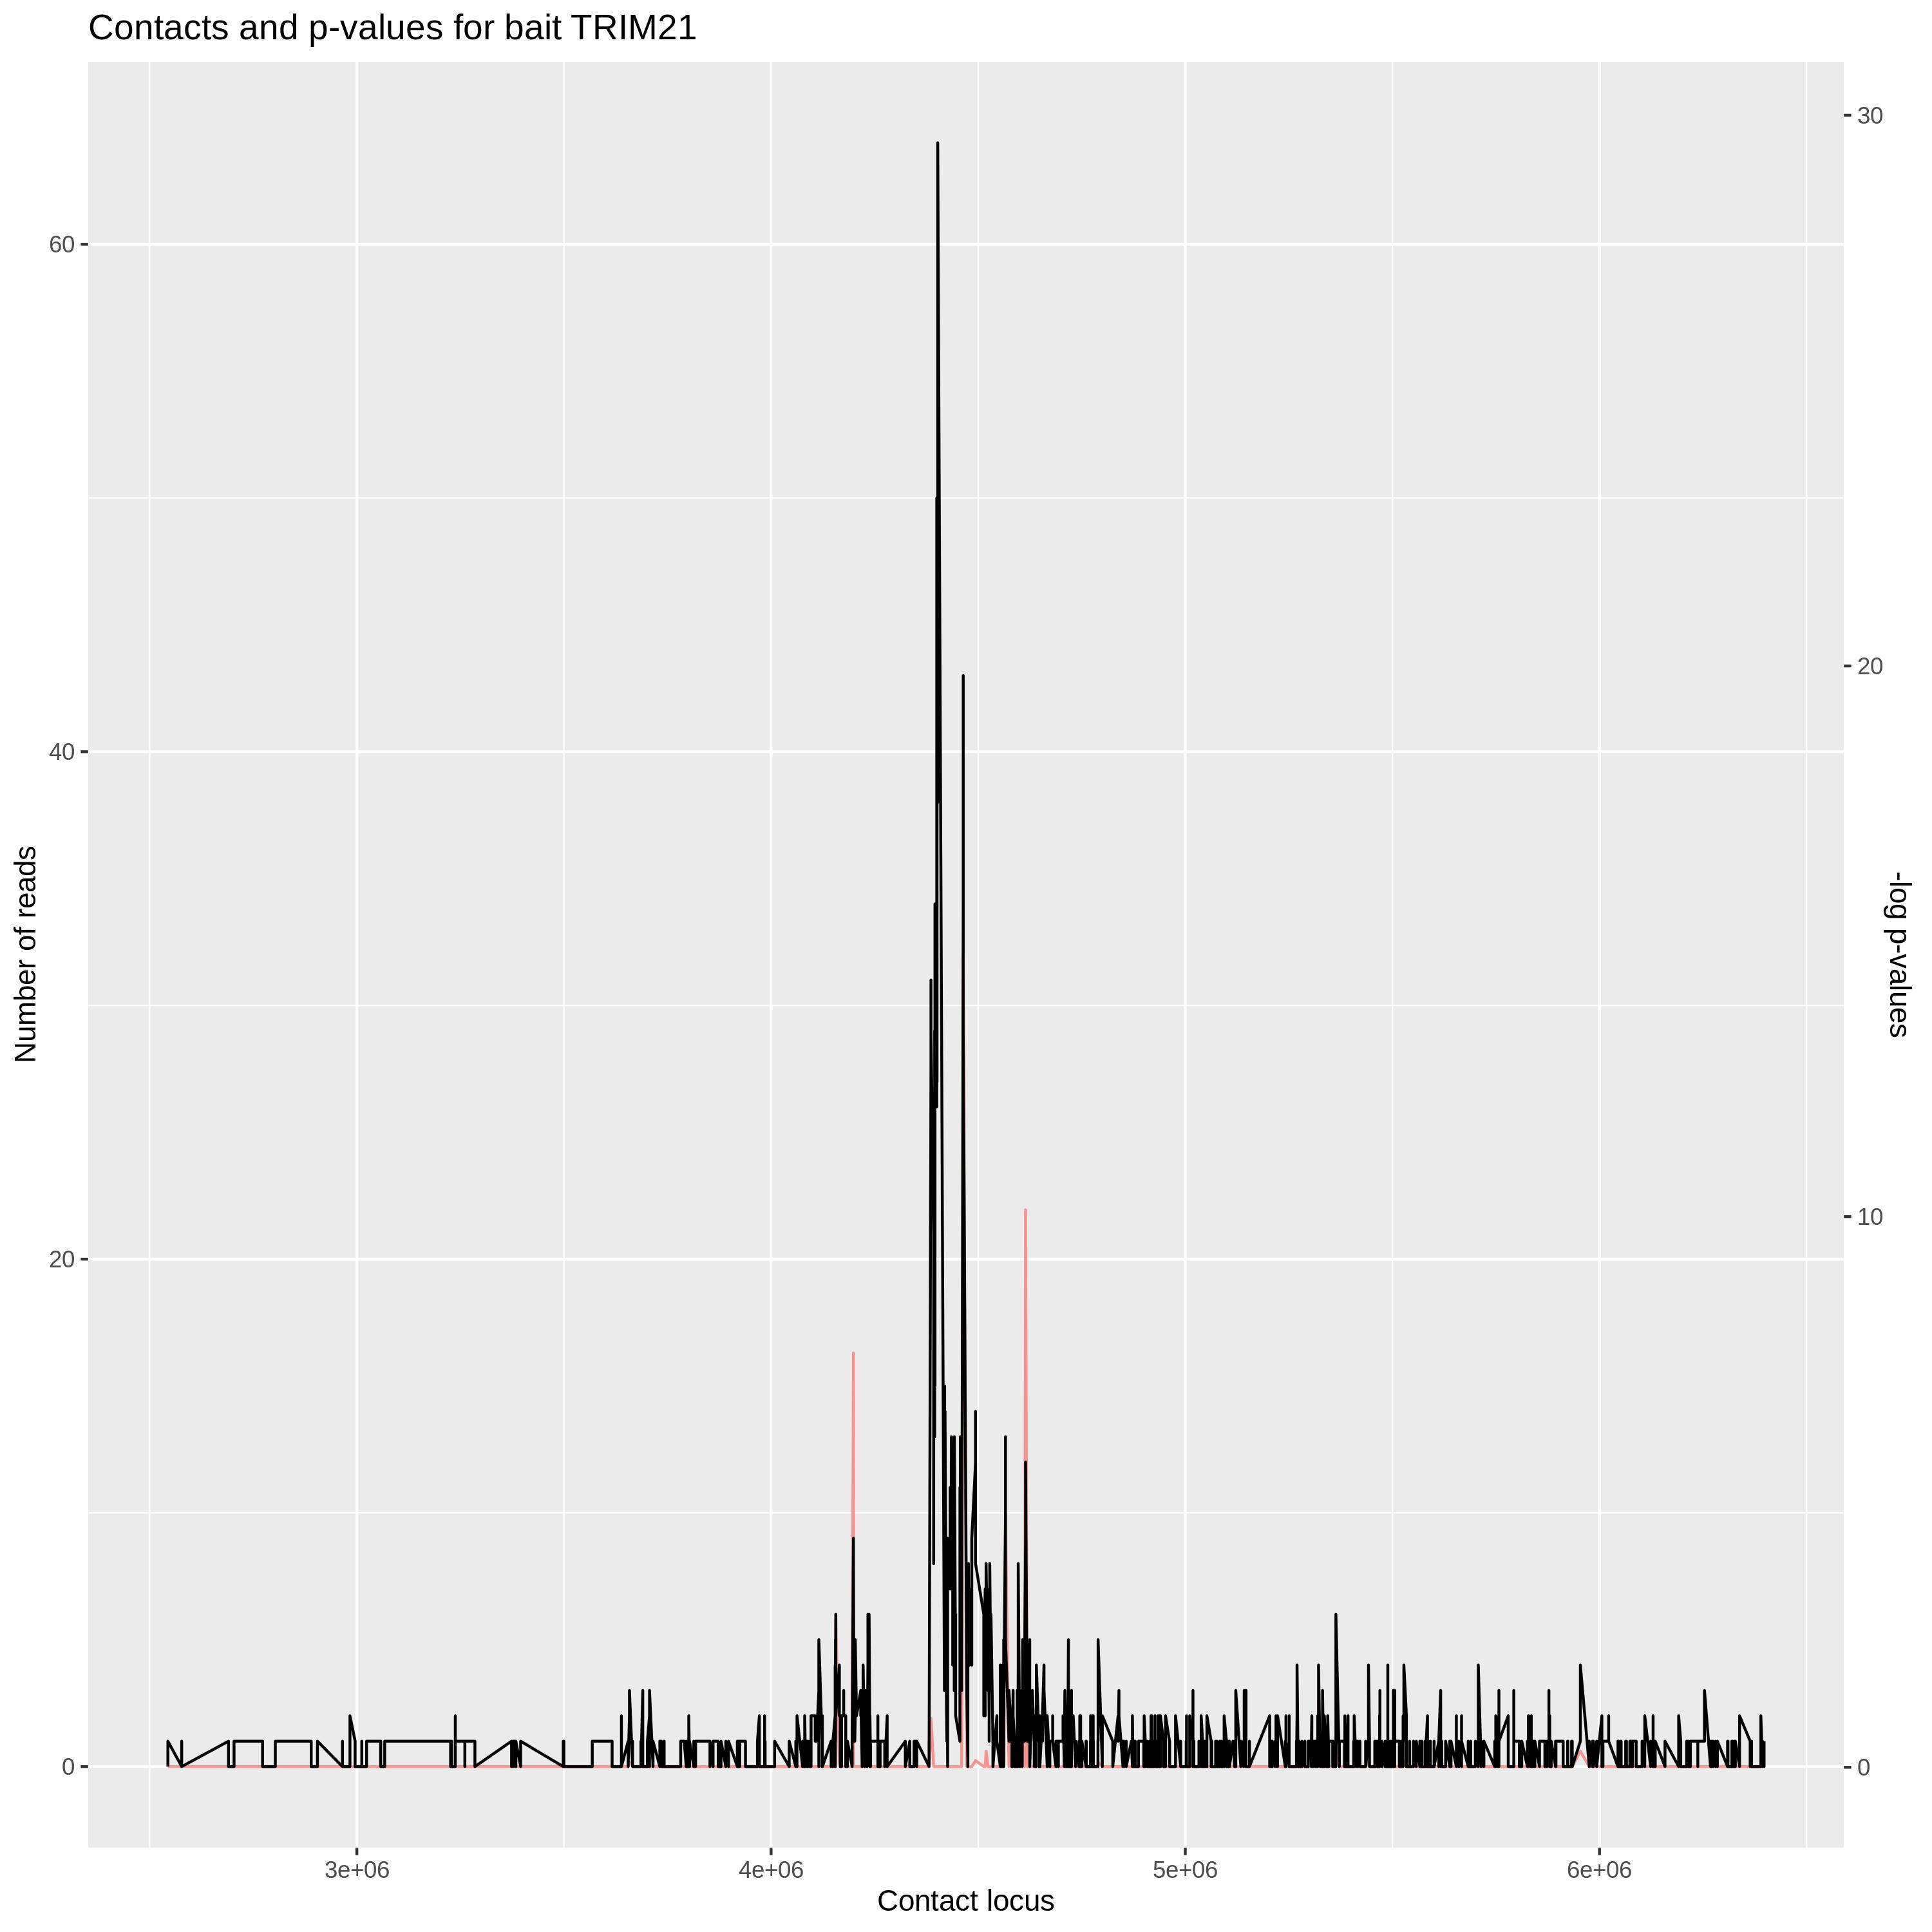 Contacts and p-values for bait TRIM21
30
60
20
40
Number of reads
-log p-values
10
20
0
0
3e+06
4e+06
5e+06
6e+06
Contact locus